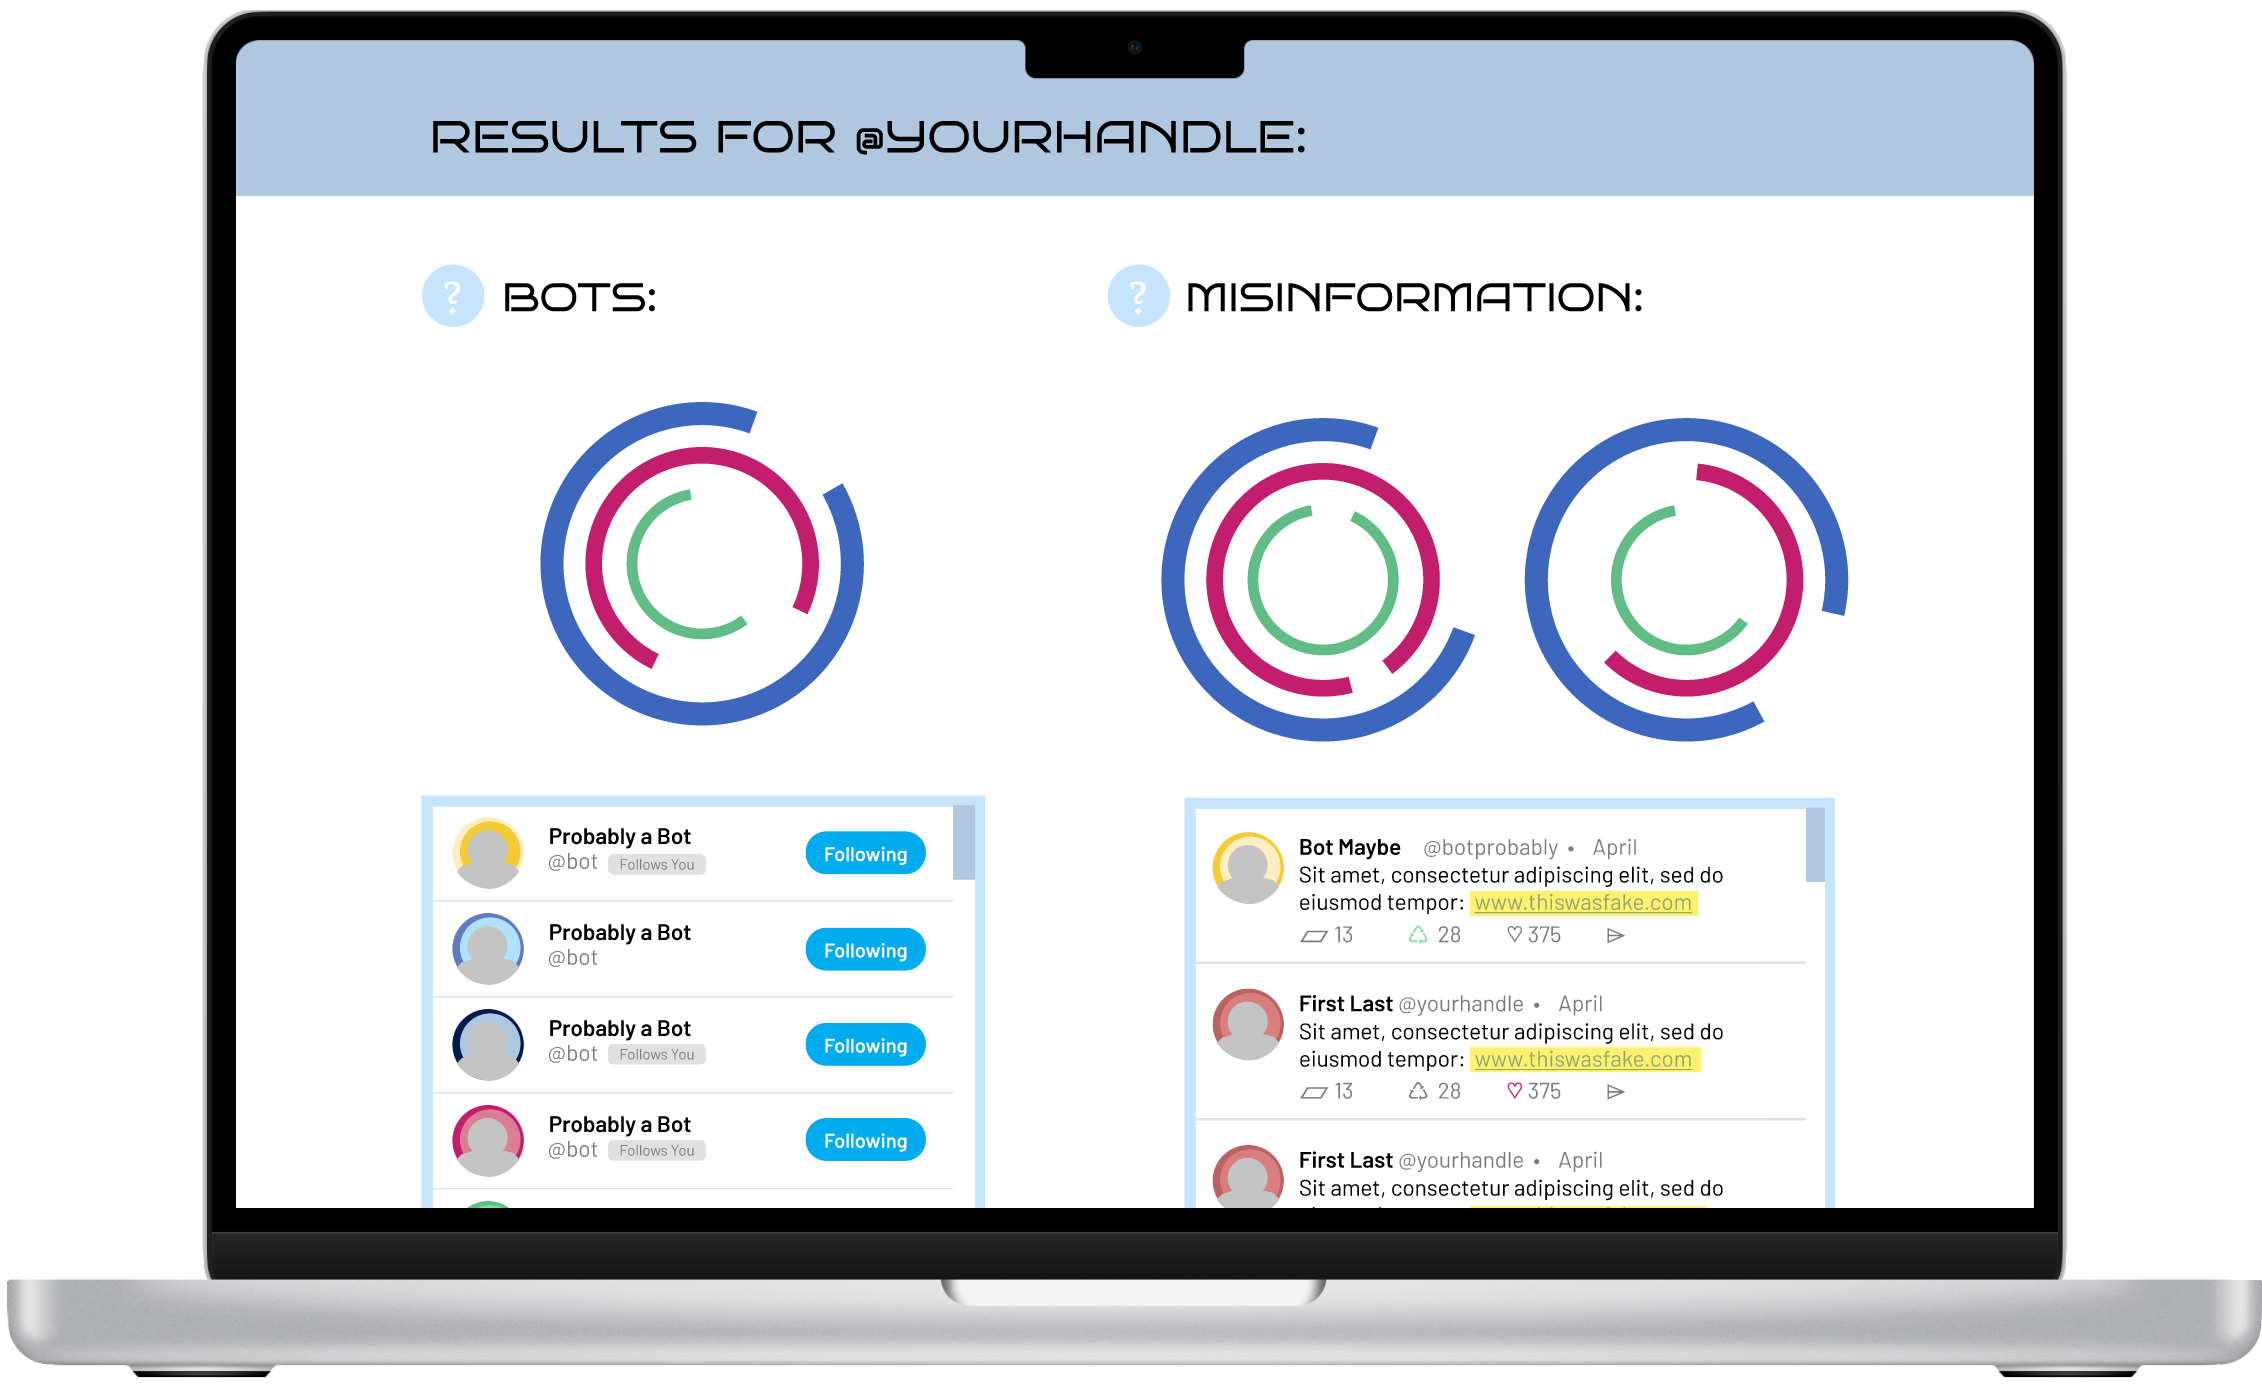 RESULTS FOR @YOURHANDLE:
? BOTS:
Probably a Bot
@bot Follows You
Following
Probably a Bot
@bot
Following
Probably a Bot
@bot Follows You
Following
Probably a Bot
@bot Follows You
Following
? MISINFORMATION:
Bot Maybe @botprobably • April
Sit amet, consectetur adipiscing elit, sed do
eiusmod tempor: www.thiswasfake.com
13 28 375
First Last @yourhandle • April
Sit amet, consectetur adipiscing elit, sed do
eiusmod tempor: www.thiswasfake.com
13 28 375
First Last @yourhandle • April
Sit amet, consectetur adipiscing elit, sed do